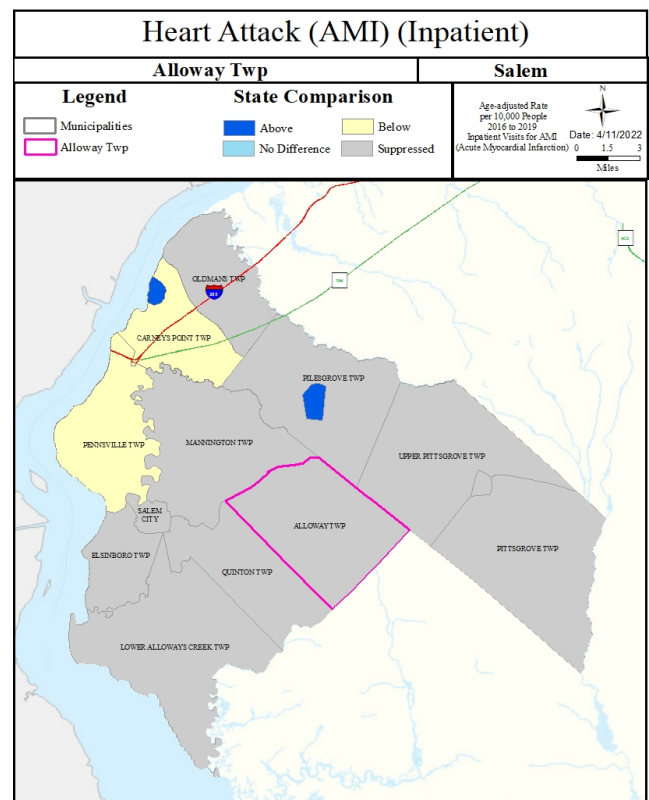 Heart Attack (AMI) (Inpatient)
Alloway Twp
Salem
Legend
Municipalities
Alloway Twp
State Comparison
Above
Below
No Difference
Suppressed
Age-adjusted Rate
per 10,000 People
2016 to 2019
Inpatient Visits for AMI
(Acute Myocardial Infarction)
N
Date: 4/11/2022
0 1.5 3
Miles
OLDMANS TWP
295
TPK
ACE
CARNEYS POINT TWP
PILESGROVE TWP
PENNSVILLE TWP
MANNINGTON TWP
UPPER PITTSGROVE TWP
SALEM
CITY
ALLOWAY TWP
ELSINBORO TWP
PITTSGROVE TWP
QUINTON TWP
LOWER ALLOWAYS CREEK TWP